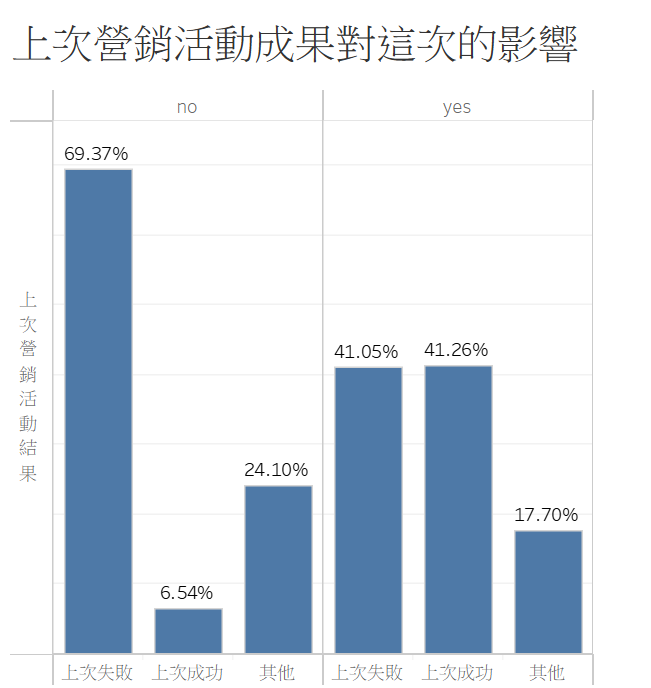 上次營銷活動成果對這次的影響
no
yes
69.37%
41.05%
41.26%
24.10%
17.70%
6.54%
上次營銷活動結果
上次失敗
上次成功
其他
上次失敗
上次成功
其他